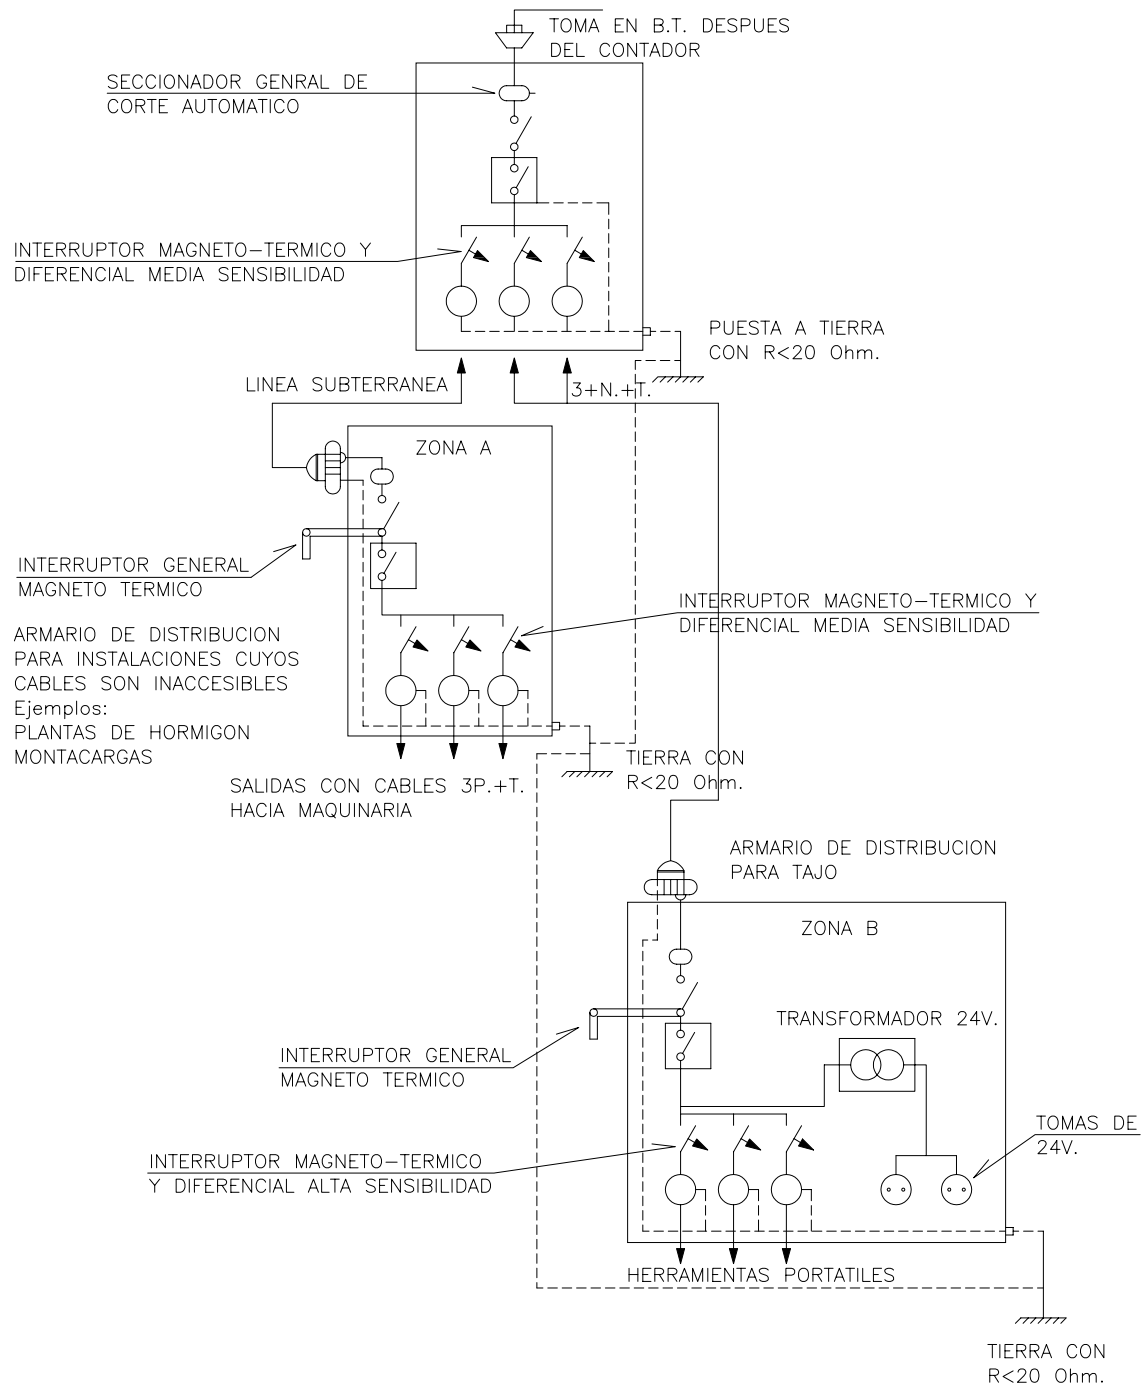 TOMA EN B.T. DESPUES
DEL CONTADOR
SECCIONADOR GENRAL DE
CORTE AUTOMATICO
INTERRUPTOR MAGNETO-TERMICO Y
DIFERENCIAL MEDIA SENSIBILIDAD
PUESTA A TIERRA
CON R<20 Ohm.
LINEA SUBTERRANEA
3+N.+T.
ZONA A
INTERRUPTOR GENERAL
MAGNETO TERMICO
INTERRUPTOR MAGNETO-TERMICO Y
DIFERENCIAL MEDIA SENSIBILIDAD
ARMARIO DE DISTRIBUCION
PARA INSTALACIONES CUYOS
CABLES SON INACCESIBLES
Ejemplos:
PLANTAS DE HORMIGON
MONTACARGAS
TIERRA CON
R<20 Ohm.
SALIDAS CON CABLES 3P.+T.
HACIA MAQUINARIA
ARMARIO DE DISTRIBUCION
PARA TAJO
ZONA B
TRANSFORMADOR 24V.
INTERRUPTOR GENERAL
MAGNETO TERMICO
TOMAS DE
24V.
INTERRUPTOR MAGNETO-TERMICO
Y DIFERENCIAL ALTA SENSIBILIDAD
HERRAMIENTAS PORTATILES
TIERRA CON
R<20 Ohm.